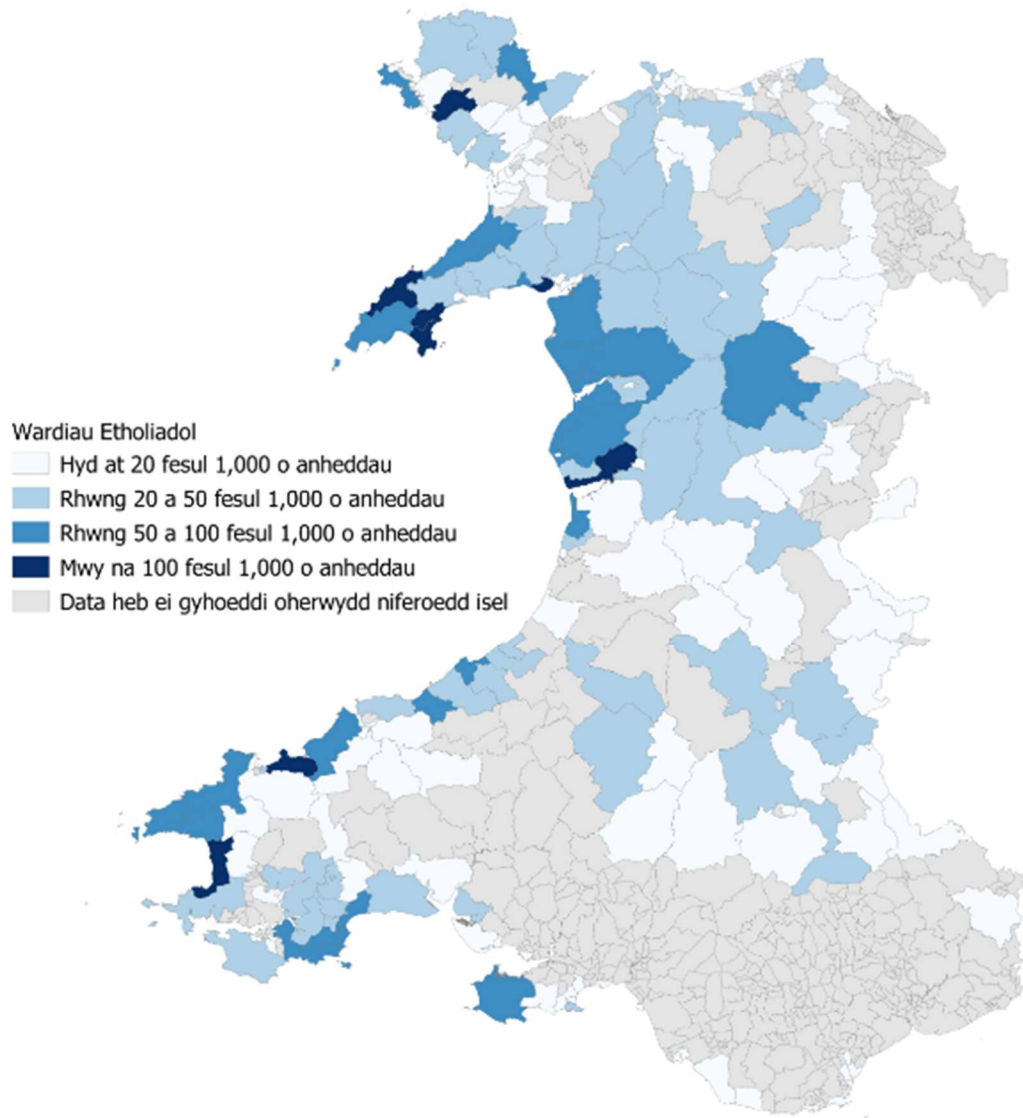 Wardiau Etholiadol
Hyd at 20 fesul 1,000 o anheddau
Rhwng 20 a 50 fesul 1,000 o anheddau
Rhwng 50 a 100 fesul 1,000 o anheddau
Mwy na 100 fesul 1,000 o anheddau
Data heb ei gyhoeddi oherwydd niferoedd isel